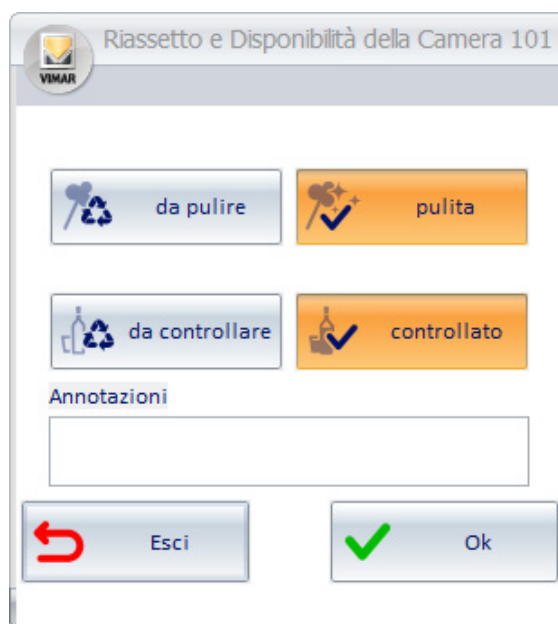 Riassetto e Disponibilità della Camera 101
VIMAR
da pulire
pulita
da controllare
controllato
Annotazioni
Esci
Ok